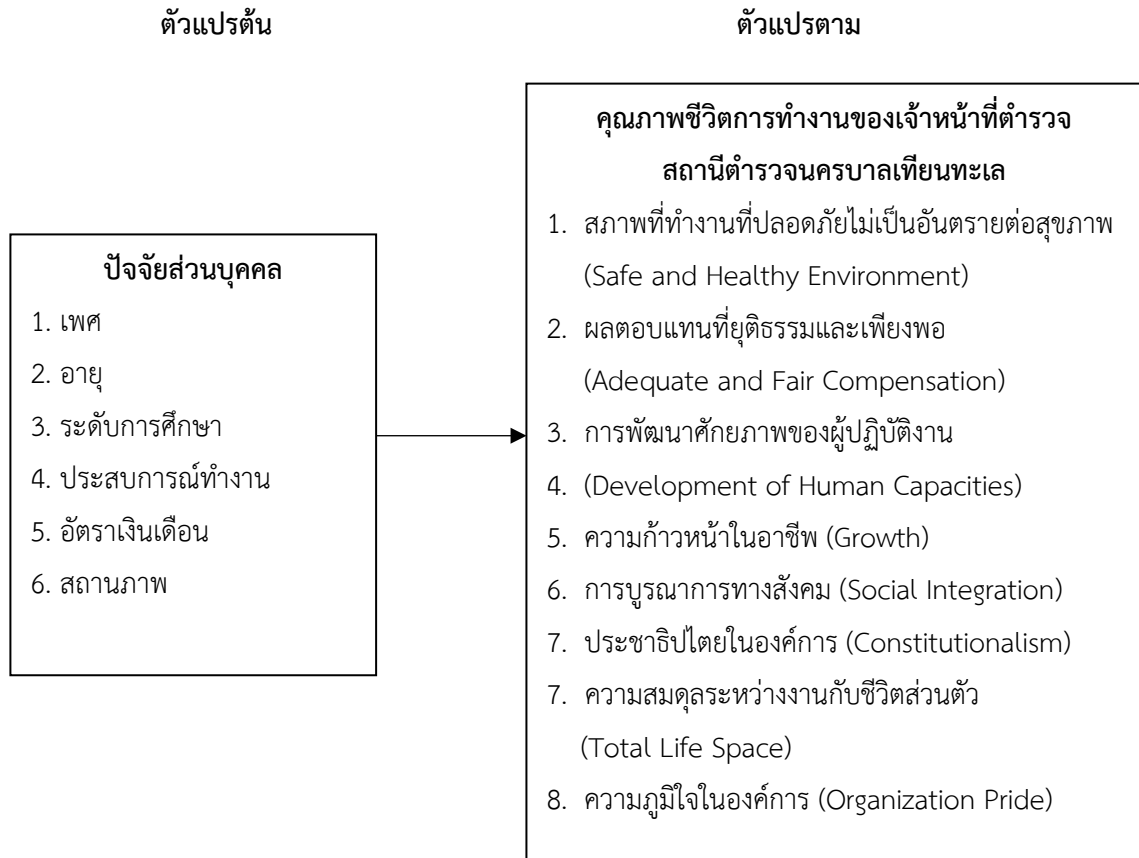 ตัวแปรต้น
ตัวแปรตาม
ปัจจัยส่วนบุคคล
1. เพศ
2. อายุ
3. ระดับการศึกษา
4. ประสบการณ์ทำงาน
5. อัตราเงินเดือน
6. สถานภาพ
คุณภาพชีวิตการทำงานของเจ้าหน้าที่ตำรวจ
สถานีตำรวจนครบาลเทียนทะเล
1. สภาพที่ทำงานที่ปลอดภัยไม่เป็นอันตรายต่อสุขภาพ
(Safe and Healthy Environment)
2. ผลตอบแทนที่ยุติธรรมและเพียงพอ
(Adequate and Fair Compensation)
3. การพัฒนาศักยภาพของผู้ปฏิบัติงาน
4. (Development of Human Capacities)
5. ความก้าวหน้าในอาชีพ (Growth)
6. การบูรณาการทางสังคม (Social Integration)
7. ประชาธิปไตยในองค์การ (Constitutionalism)
7. ความสมดุลระหว่างงานกับชีวิตส่วนตัว
(Total Life Space)
8. ความภูมิใจในองค์การ (Organization Pride)